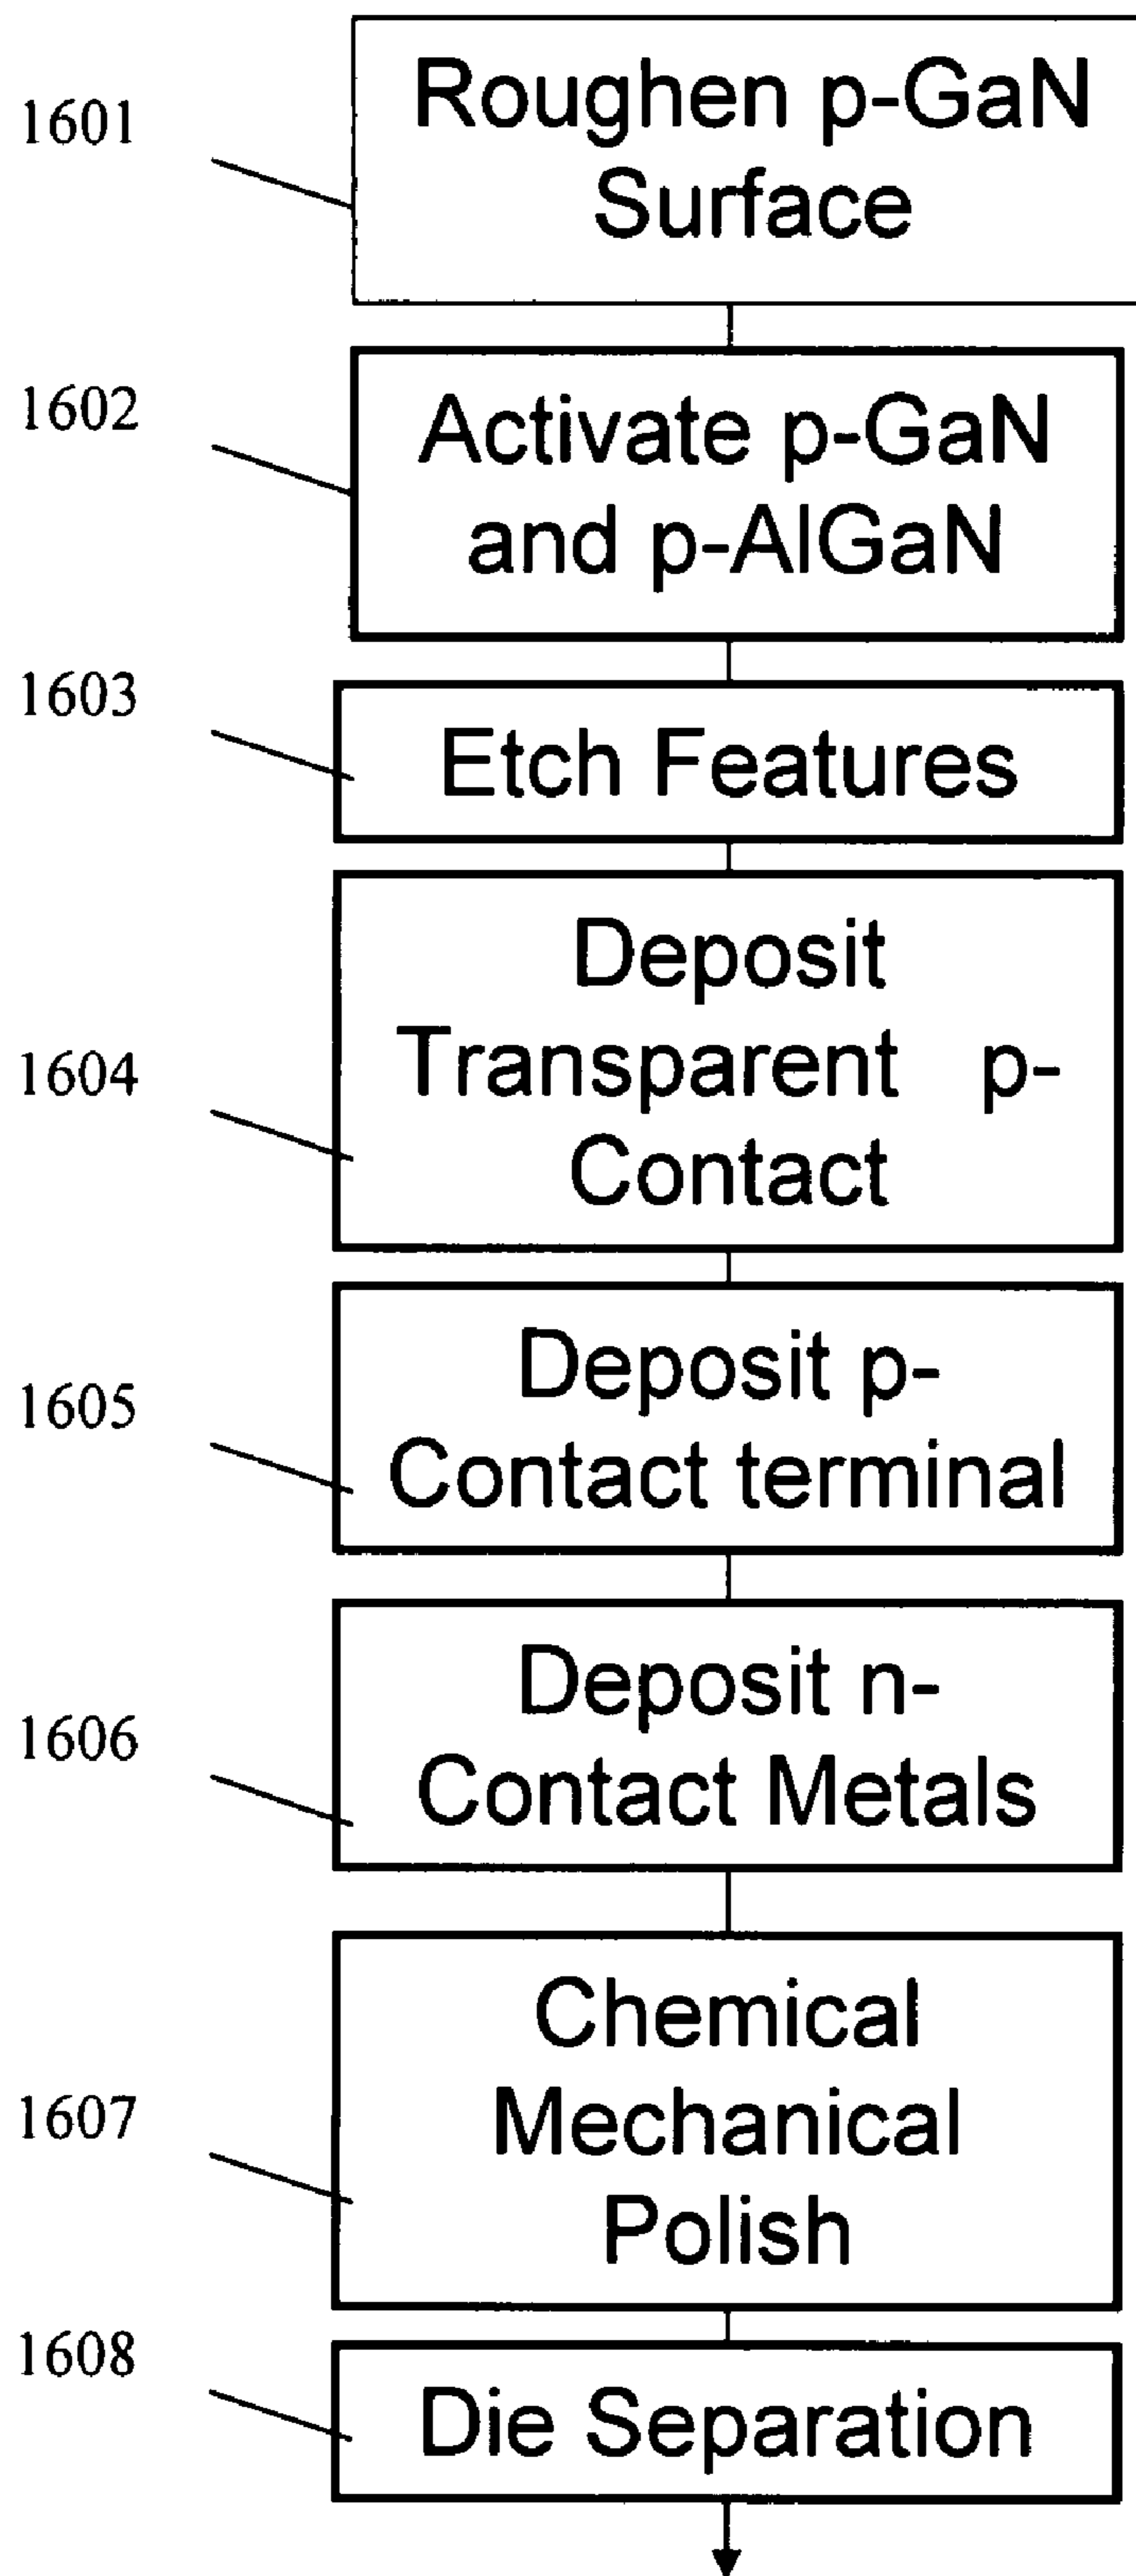 1601
Roughen p-GaN
Surface
1602
Activate p-GaN
and p-AlGaN
1603
Etch Features
Deposit
1604
Transparent p-
Contact
Deposit p-
1605
Contact terminal
Deposit n-
1606
Contact Metals
Chemical
1607
Mechanical
Polish
1608
Die Separation